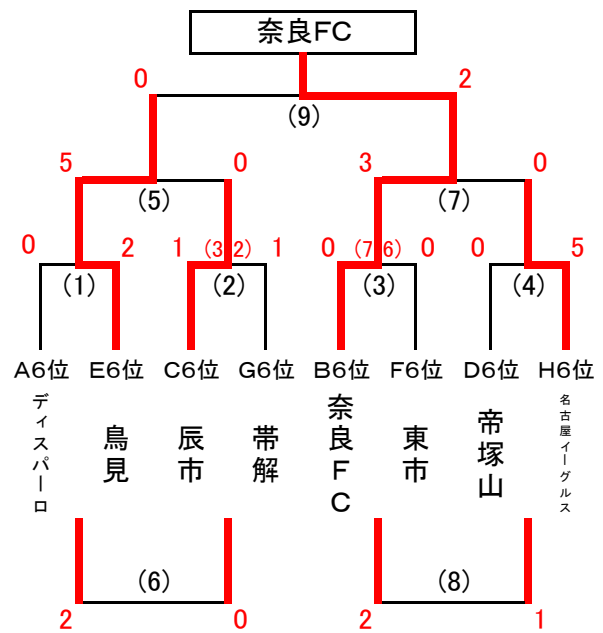 奈良FC
0 2
(9)
5 0 3 0
(5) (7)
0 2 1 (3 2) 1 0 (7 6) 0 0 5
(1) (2) (3) (4)
A6位 E6位 C6位 G6位 B6位 F6位 D6位 H6位
ディスパーロ
鳥見
辰市
帯解
奈良FC
東市
帝塚山
名古屋イーグルス
(6) (8)
2 0 2 1